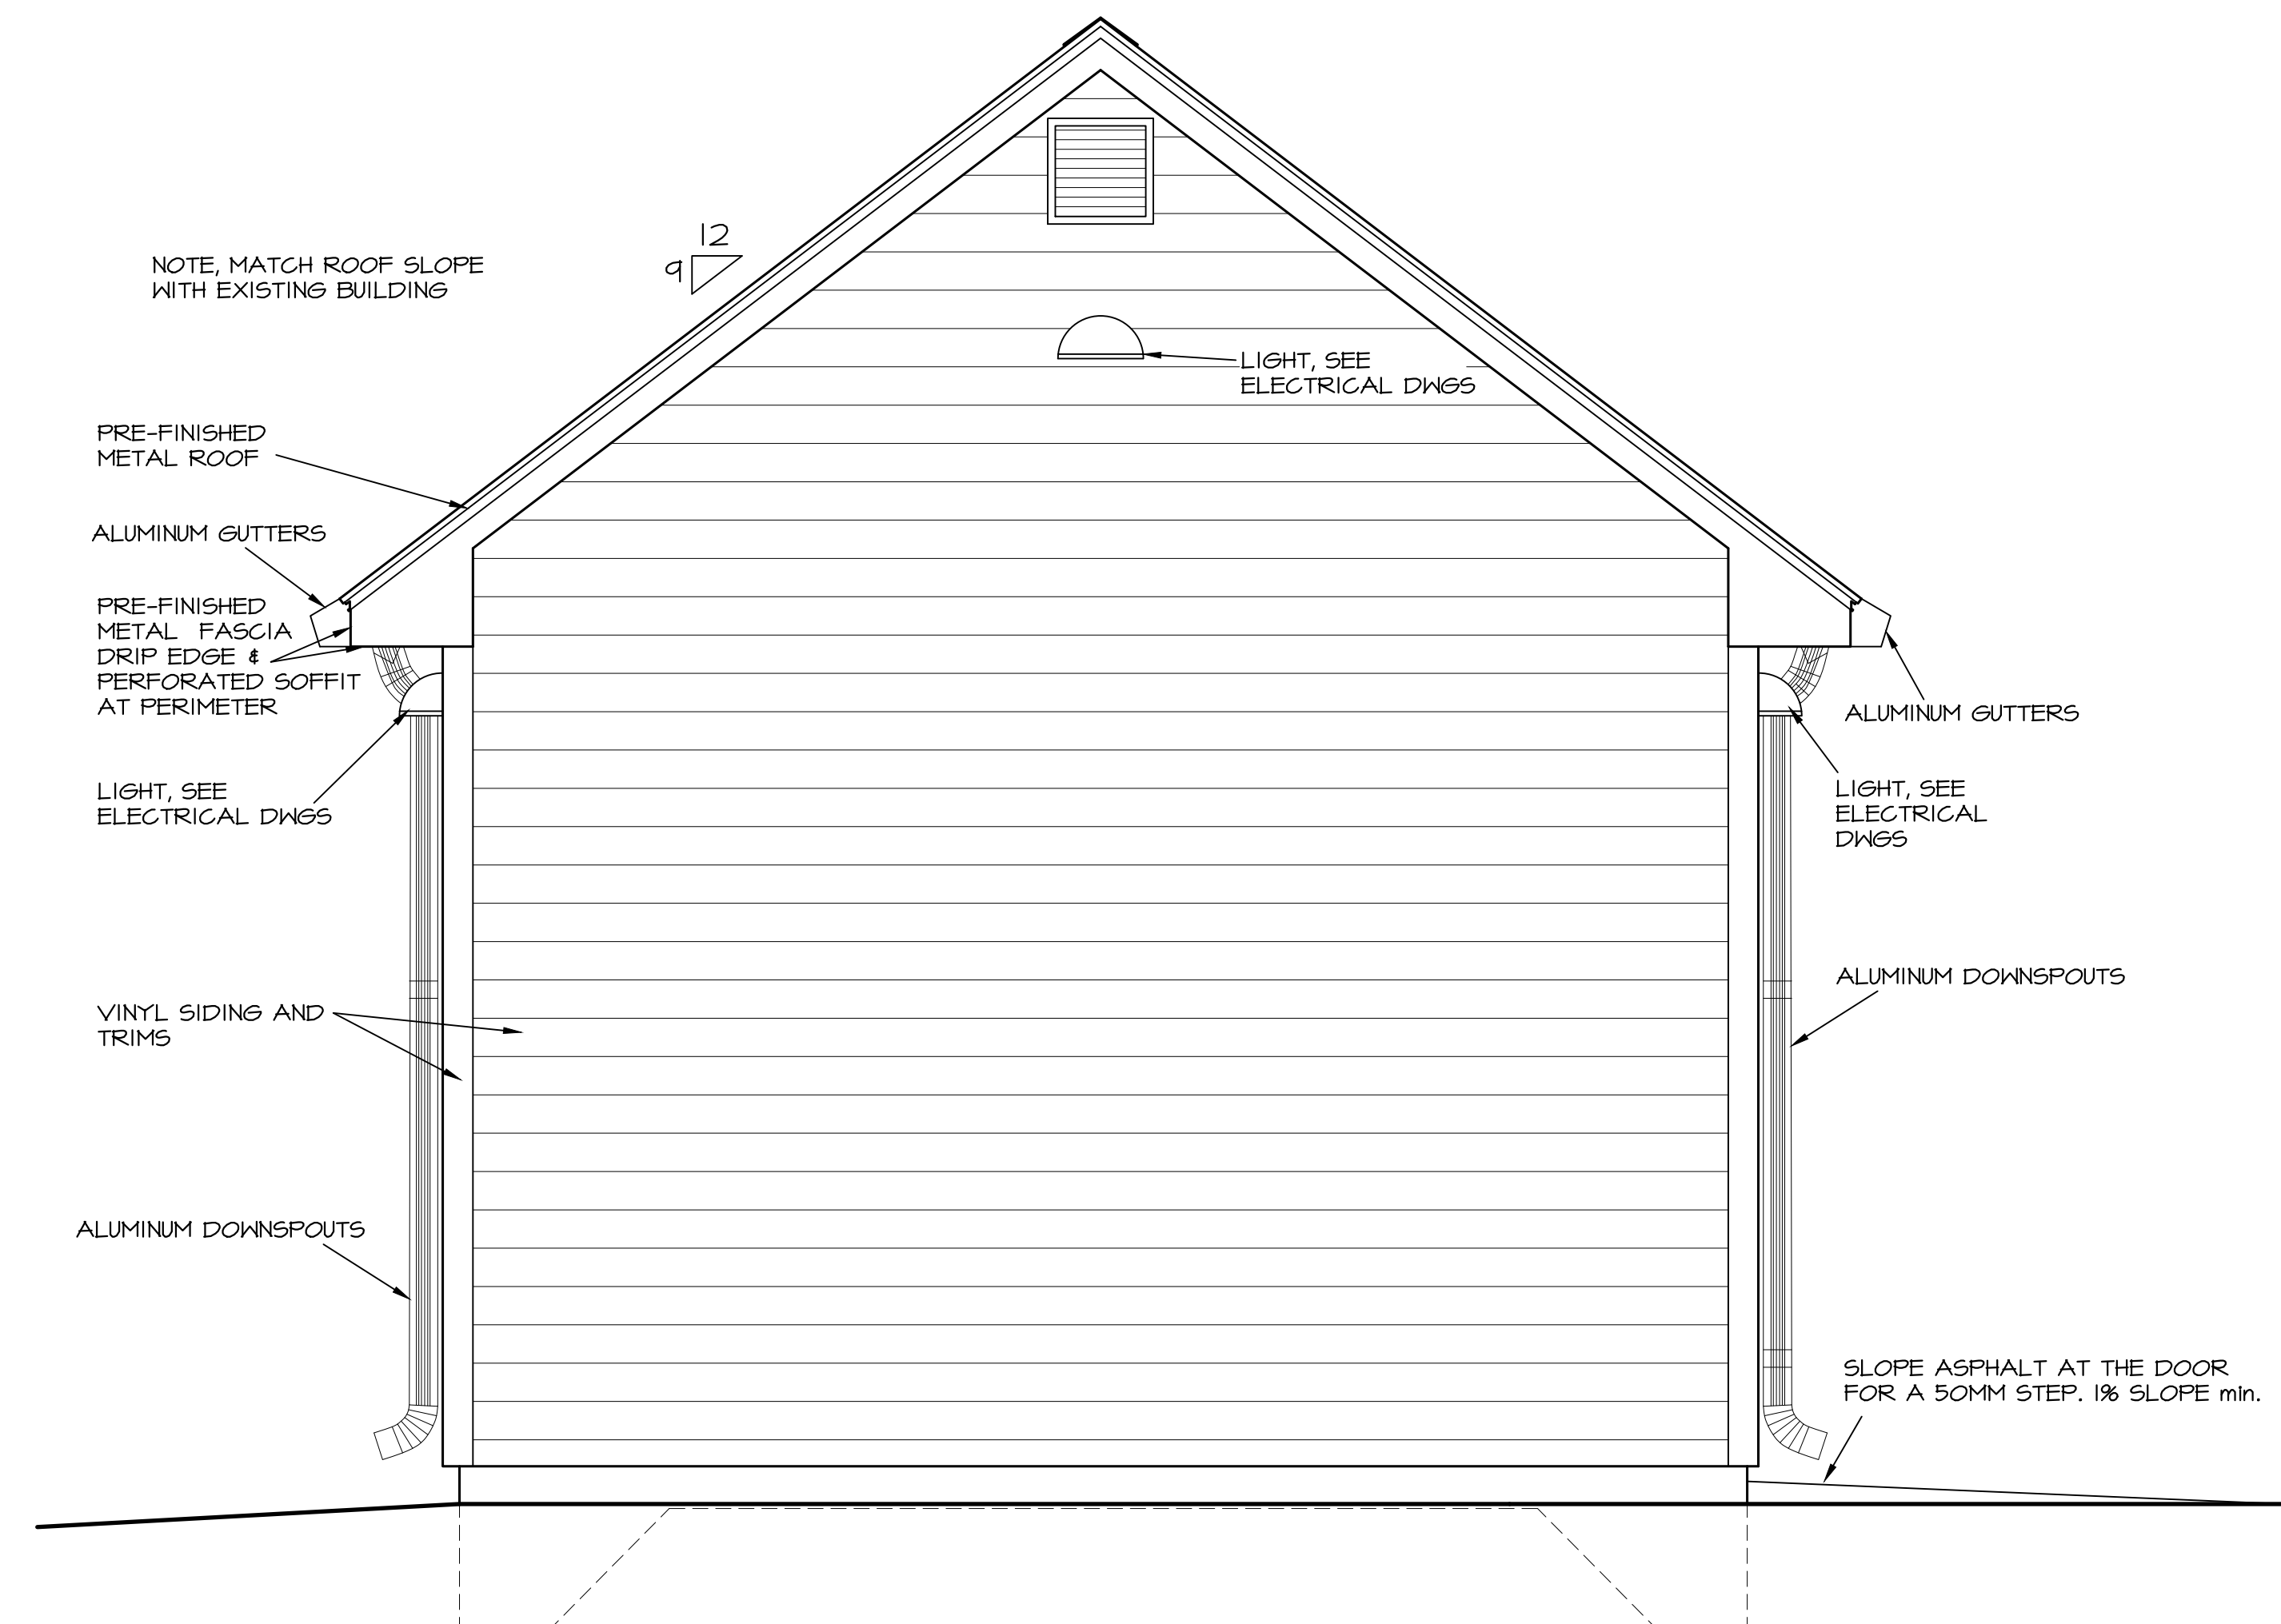 12
9
NOTE, MATCH ROOF SLOPE
WITH EXISTING BUILDING
LIGHT, SEE
ELECTRICAL DWGS
PRE-FINISHED
METAL ROOF
ALUMINUM GUTTERS
PRE-FINISHED
METAL FASCIA
DRIP EDGE &
PERFORATED SOFFIT
AT PERIMETER
ALUMINUM GUTTERS
LIGHT, SEE
ELECTRICAL DWGS
LIGHT, SEE
ELECTRICAL
DWGS
ALUMINUM DOWNSPOUTS
VINYL SIDING AND
TRIMS
ALUMINUM DOWNSPOUTS
SLOPE ASPHALT AT THE DOOR
FOR A 50MM STEP. 1% SLOPE min.